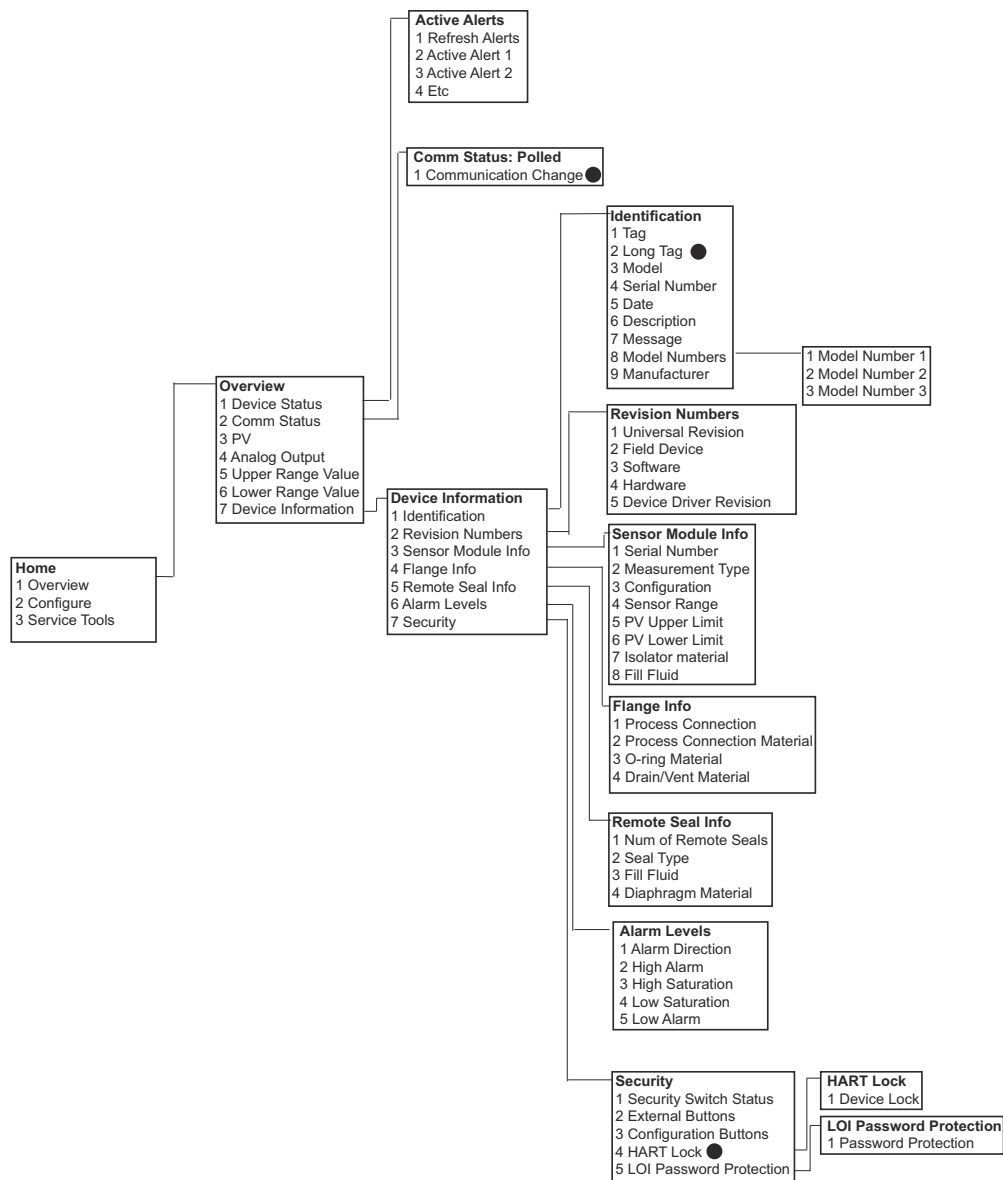 Active Alerts
1 Refresh Alerts
2 Active Alert 1
3 Active Alert 2
4 Etc
Comm Status: Polled
1 Communication Change
Identification
1 Tag
2 Long Tag
3 Model
4 Serial Number
5 Date
6 Description
7 Message
8 Model Numbers
9 Manufacturer
1 Model Number 1
2 Model Number 2
3 Model Number 3
Overview
1 Device Status
2 Comm Status
3 PV
4 Analog Output
5 Upper Range Value
6 Lower Range Value
7 Device Information
Revision Numbers
1 Universal Revision
2 Field Device
3 Software
4 Hardware
5 Device Driver Revision
Device Information
1 Identification
2 Revision Numbers
3 Sensor Module Info
4 Flange Info
5 Remote Seal Info
6 Alarm Levels
7 Security
Home
1 Overview
2 Configure
3 Service Tools
Sensor Module Info
1 Serial Number
2 Measurement Type
3 Configuration
4 Sensor Range
5 PV Upper Limit
6 PV Lower Limit
7 Isolator material
8 Fill Fluid
Flange Info
1 Process Connection
2 Process Connection Material
3 O-ring Material
4 Drain/Vent Material
Remote Seal Info
1 Num of Remote Seals
2 Seal Type
3 Fill Fluid
4 Diaphragm Material
Alarm Levels
1 Alarm Direction
2 High Alarm
3 High Saturation
4 Low Saturation
5 Low Alarm
Security
1 Security Switch Status
2 External Buttons
3 Configuration Buttons
4 HART Lock
5 LOI Password Protection
HART Lock
1 Device Lock
LOI Password Protection
1 Password Protection